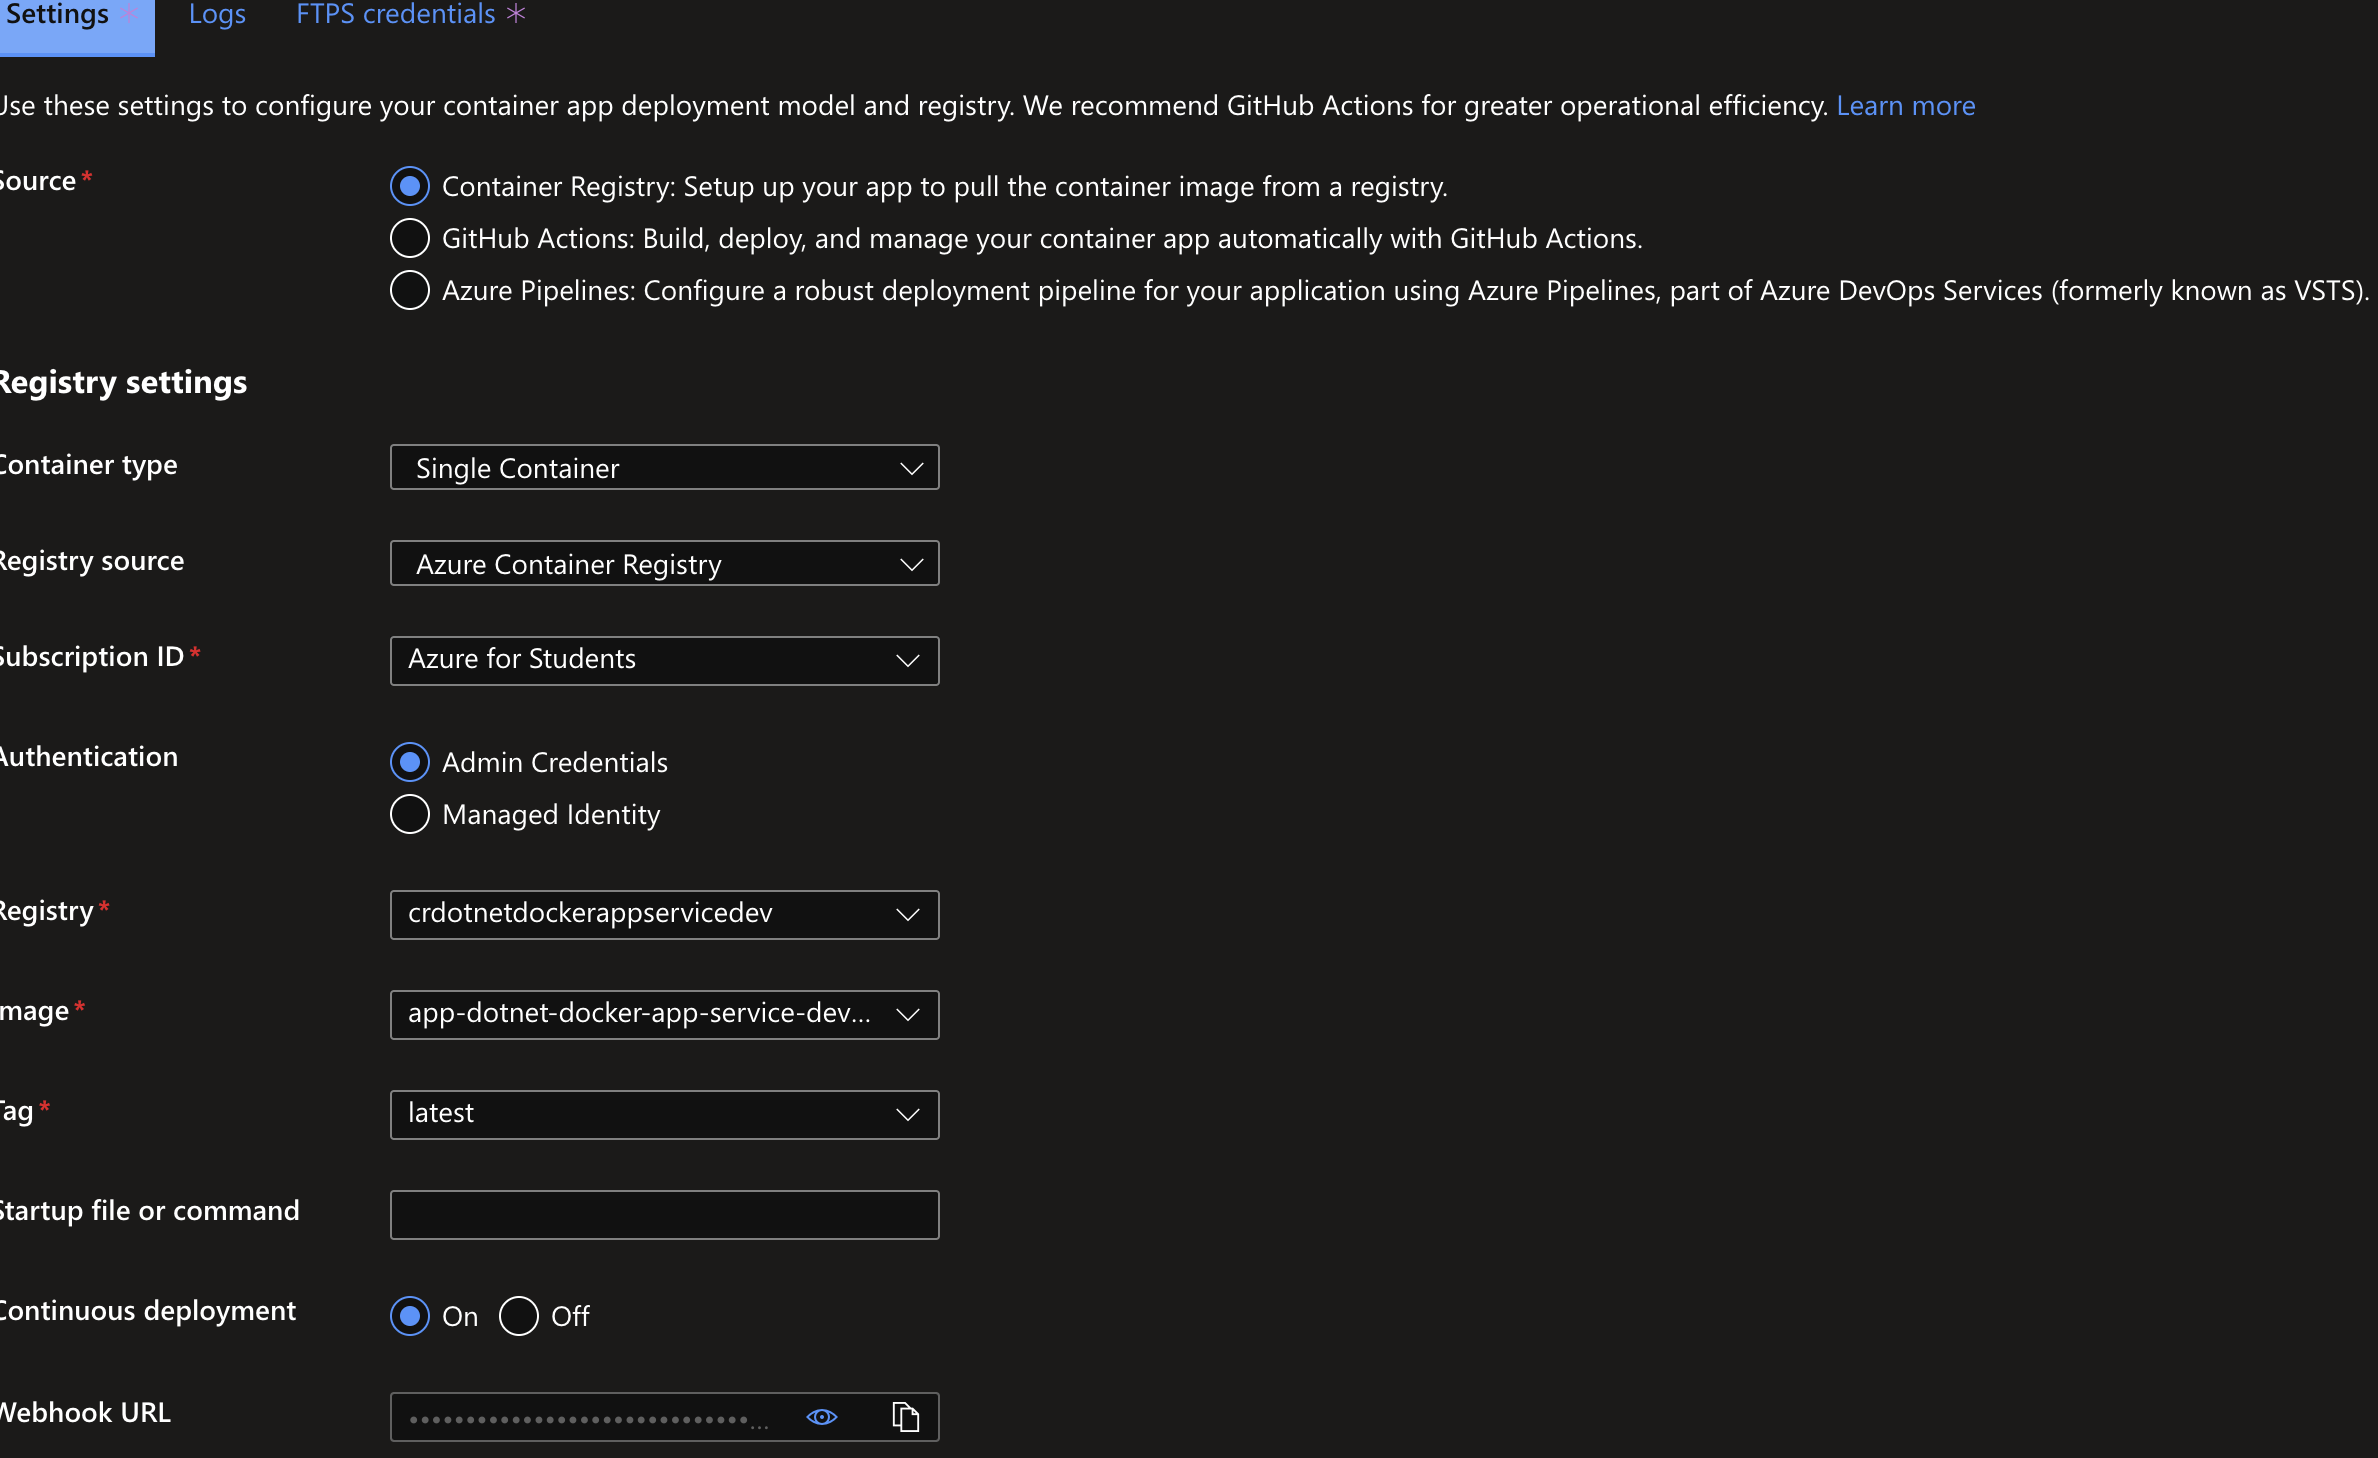 Settings *
Logs
FTPS credentials *
Use these settings to configure your container app deployment model and registry. We recommend GitHub Actions for greater operational efficiency. Learn more
Source *
Container Registry: Setup up your app to pull the container image from a registry.
GitHub Actions: Build, deploy, and manage your container app automatically with GitHub Actions.
Azure Pipelines: Configure a robust deployment pipeline for your application using Azure Pipelines, part of Azure DevOps Services (formerly known as VSTS).
Registry settings
Container type
Single Container
Registry source
Azure Container Registry
Subscription ID *
Azure for Students
Authentication
Admin Credentials
Managed Identity
Registry *
crdotnetdockerappservicedev
Image *
app-dotnet-docker-app-service-dev...
Tag *
latest
Startup file or command
Continuous deployment
On
Off
Webhook URL